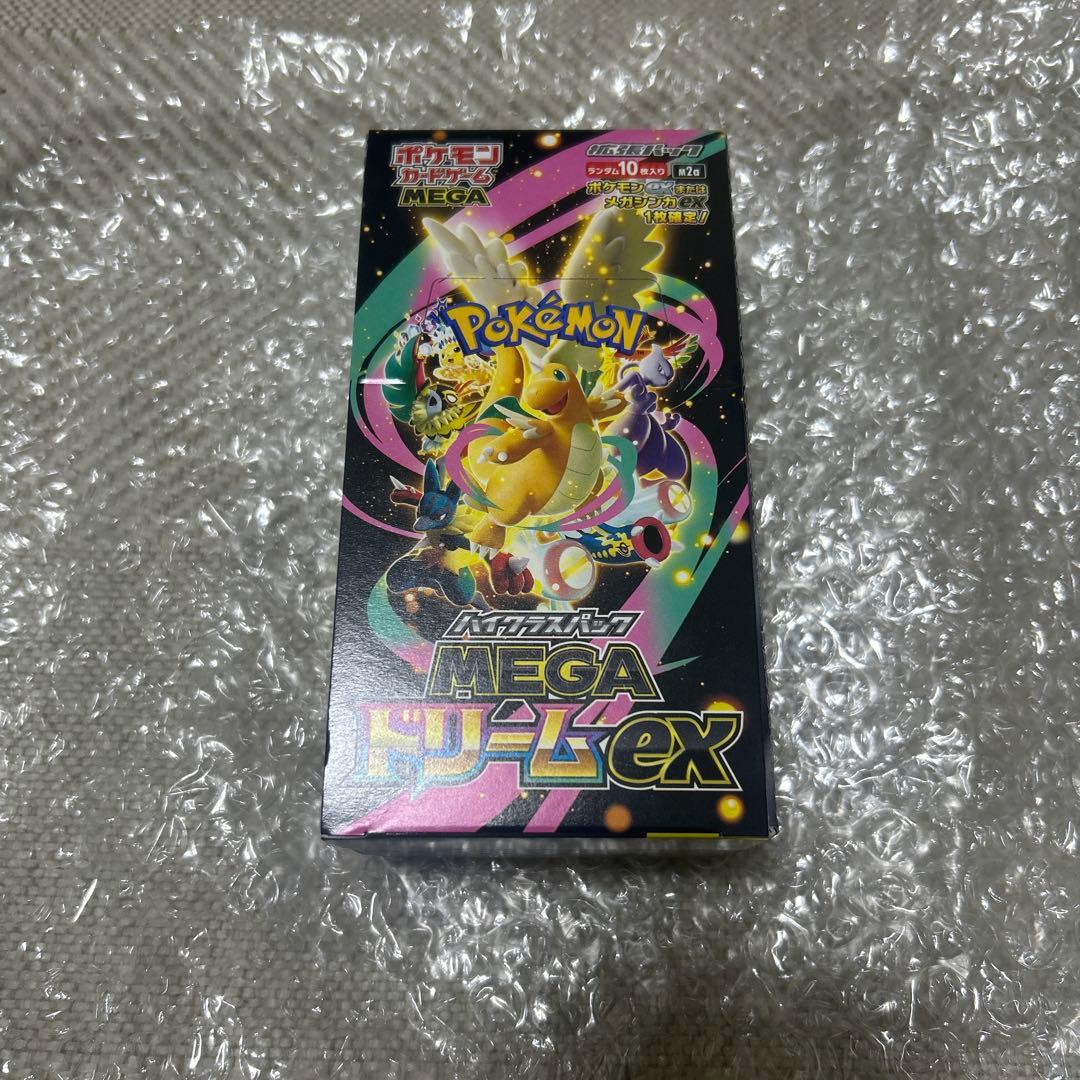 ポケモン
カードゲーム
MEGA
拡張パック
ランダム10枚入り M2a
ポケモンexまたは
メガシンカex
1枚確定!
POKÉMON
TM
ハイクラスパック
MEGA
ドリームex